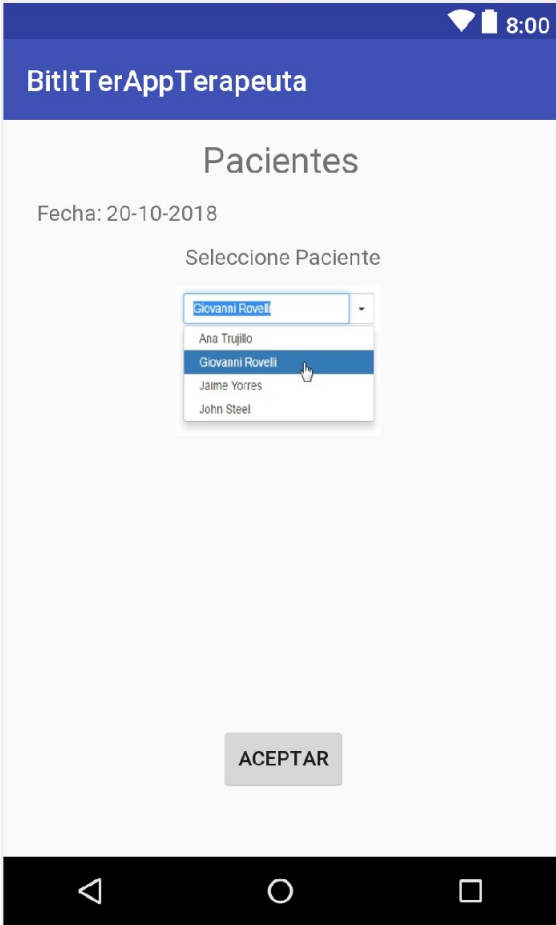 8:00
BitItTerAppTerapeuta
Pacientes
Fecha: 20-10-2018
Seleccione Paciente
Giovanni Rovelli
Ana Trujillo
Giovanni Rovelli
Jaime Yorres
John Steel
ACEPTAR